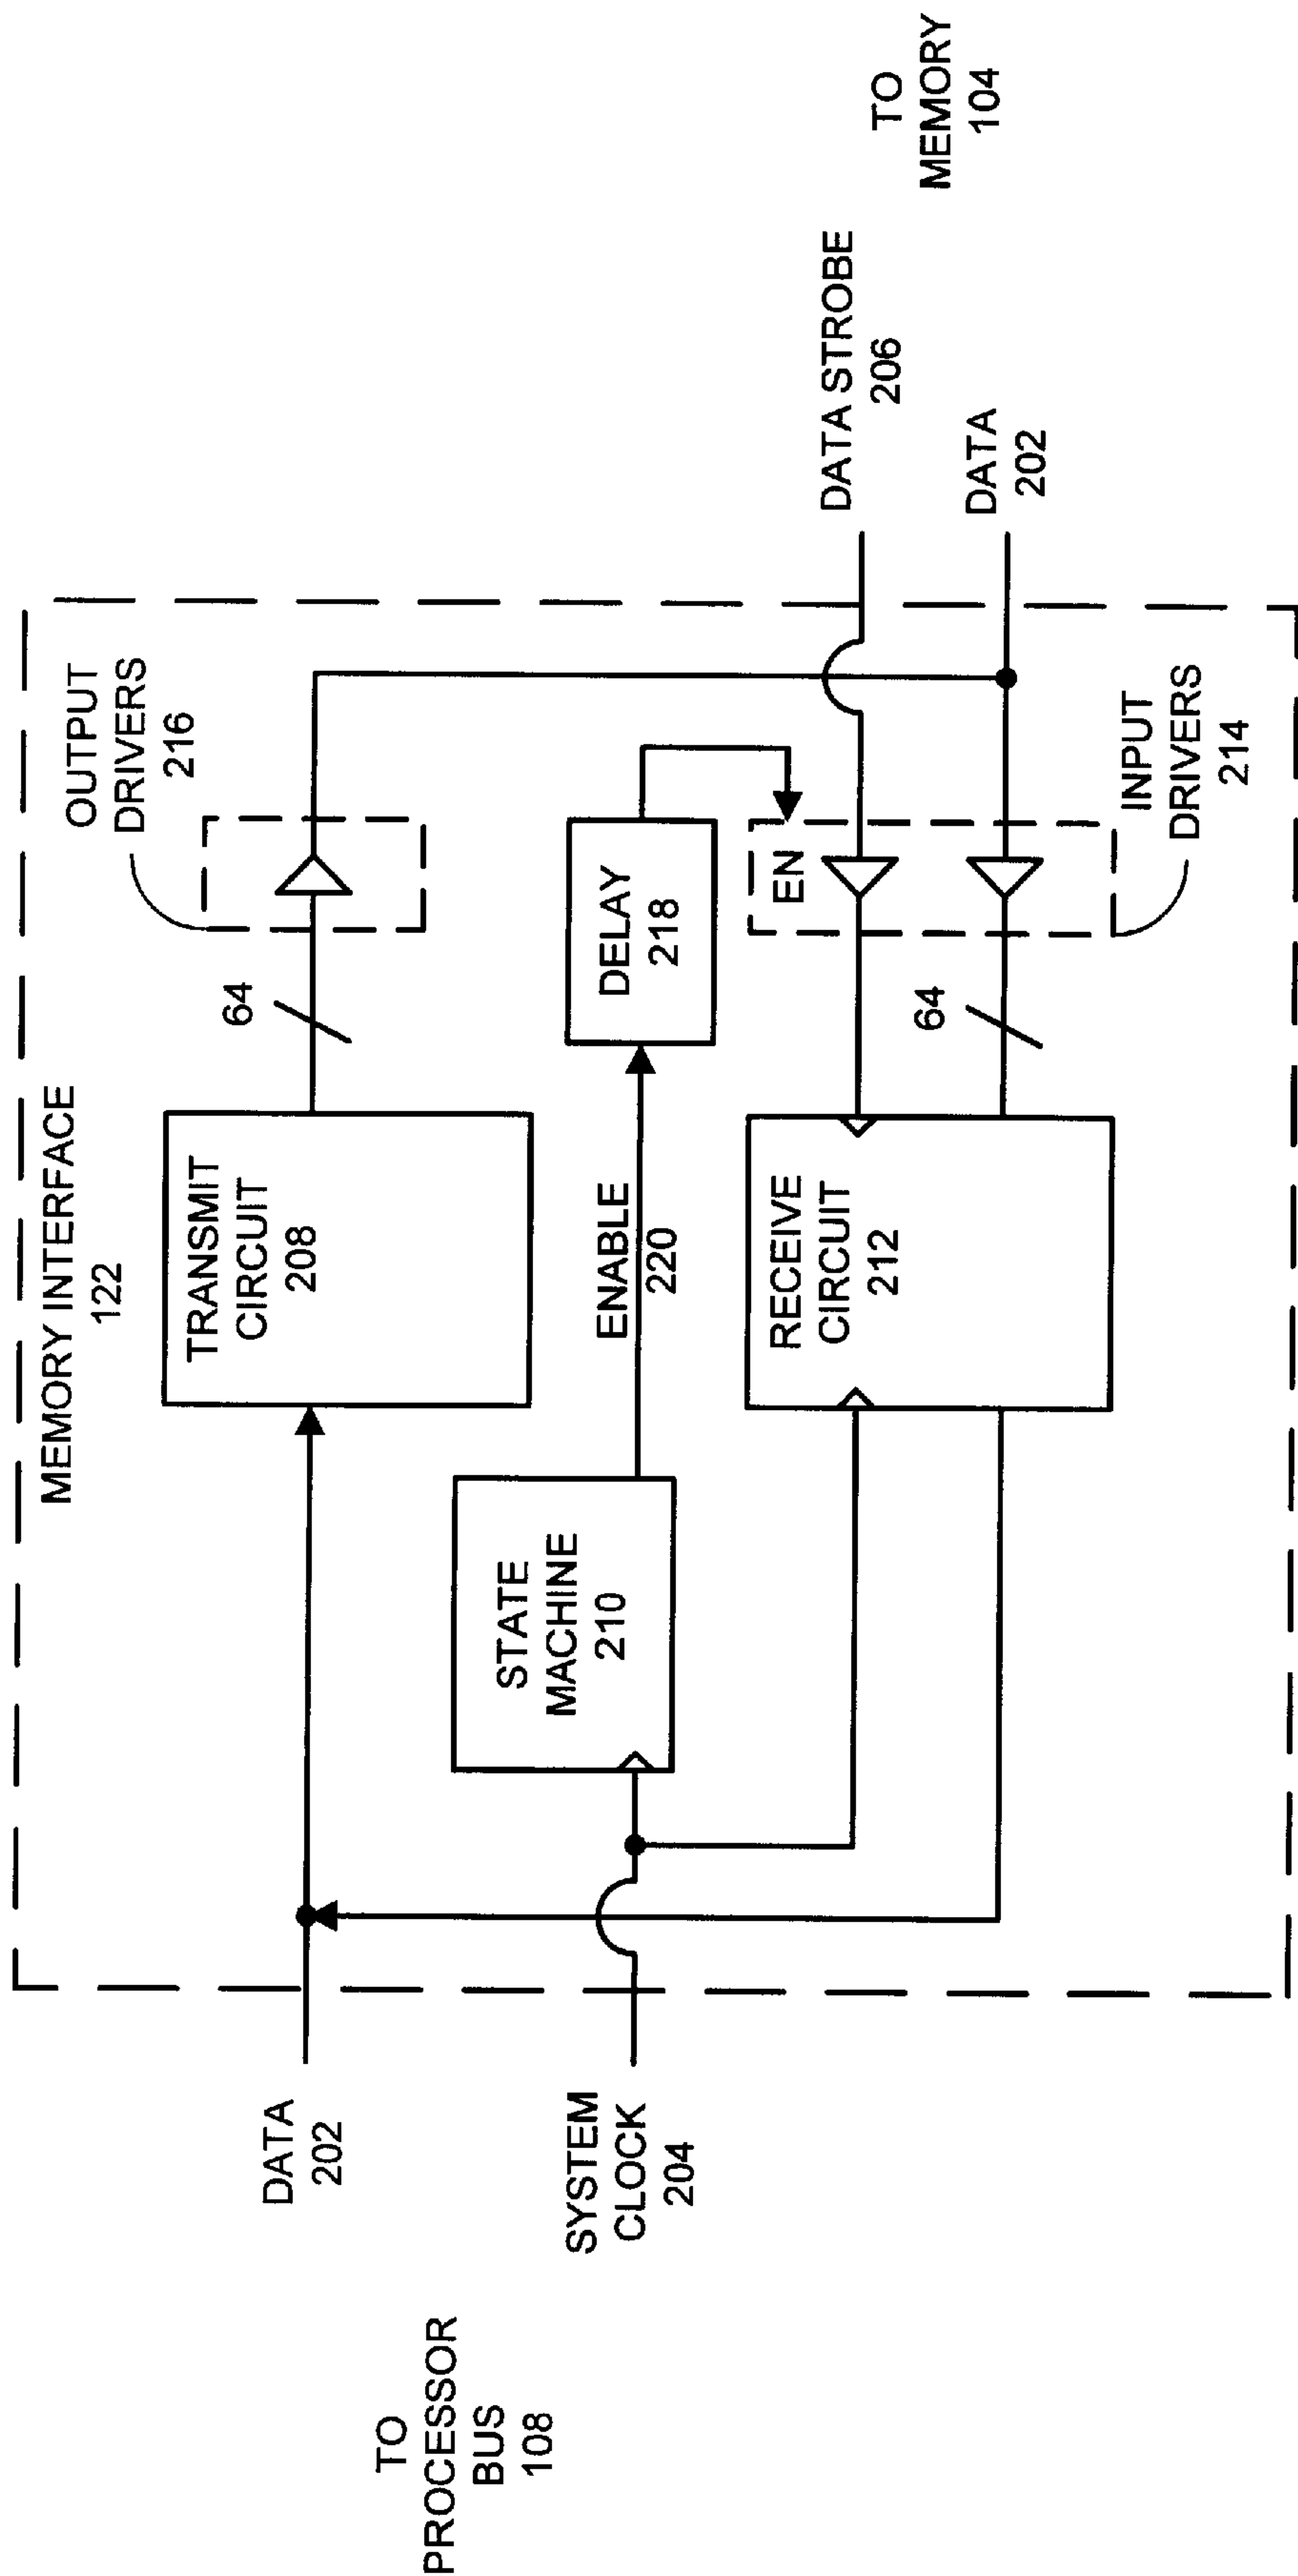 MEMORY INTERFACE
122
OUTPUT
DRIVERS
216
TRANSMIT
CIRCUIT
208
64
DATA
202
STATE
MACHINE
210
ENABLE
220
DELAY
218
SYSTEM
CLOCK
204
TO
PROCESSOR
BUS
108
RECEIVE
CIRCUIT
212
EN
64
DATA STROBE
206
TO
MEMORY
104
DATA
202
INPUT
DRIVERS
214